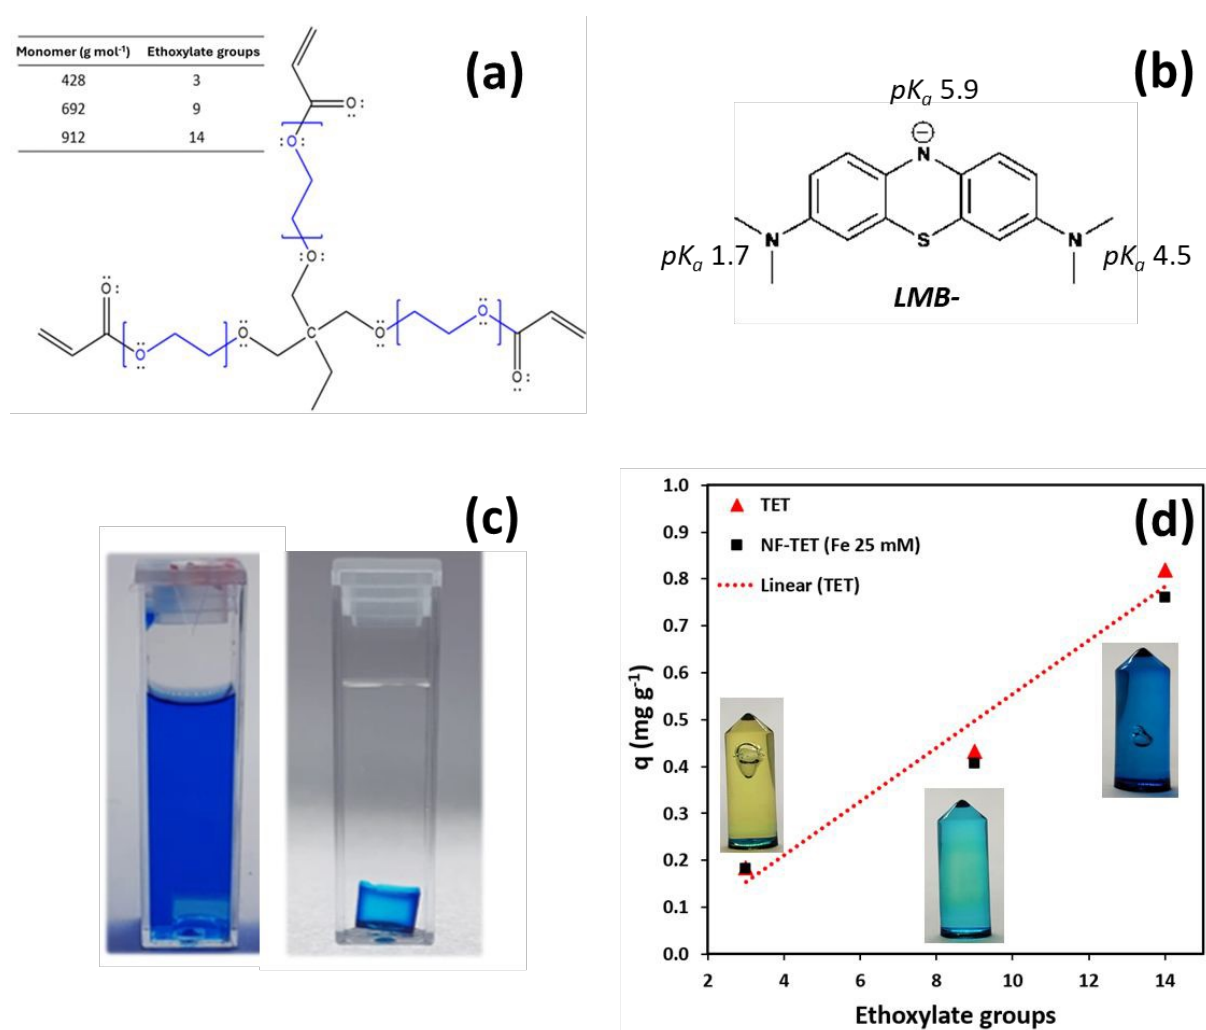 (a)
Monomer (g mol-1) Ethoxylate groups
428 3
692 9
912 14
O:
:O:
:O:
O:
O
O
C
O
O
O:
(b)
pKa 5.9
N
pKa 1.7
N
S
N
pKa 4.5
LMB-
(c)
(d)
TET
NF-TET (Fe 25 mM)
Linear (TET)
q (mg g-1)
1.0
0.9
0.8
0.7
0.6
0.5
0.4
0.3
0.2
0.1
0.0
2 4 6 8 10 12 14
Ethoxylate groups